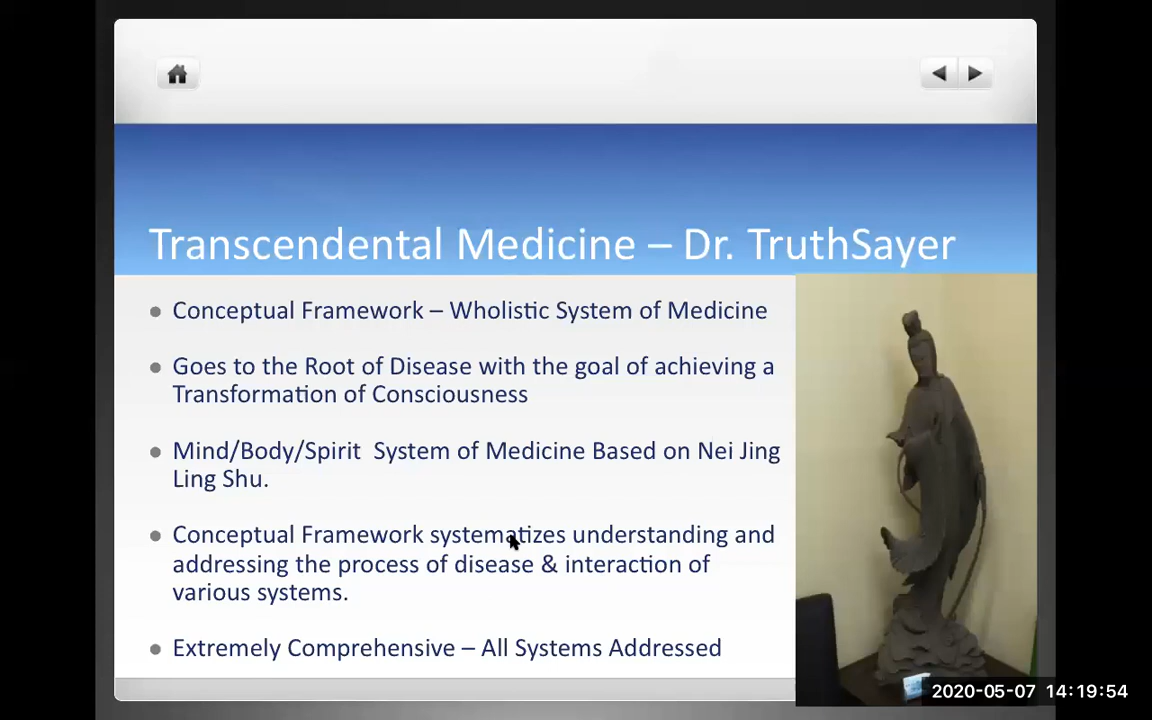 Transcendental Medicine – Dr. TruthSayer
Conceptual Framework – Wholistic System of Medicine
Goes to the Root of Disease with the goal of achieving a
Transformation of Consciousness
Mind/Body/Spirit  System of Medicine Based on Nei Jing
Ling Shu.
Conceptual Framework systematizes understanding and
addressing the process of disease & interaction of
various systems.
Extremely Comprehensive – All Systems Addressed
2020-05-07 14:19:54